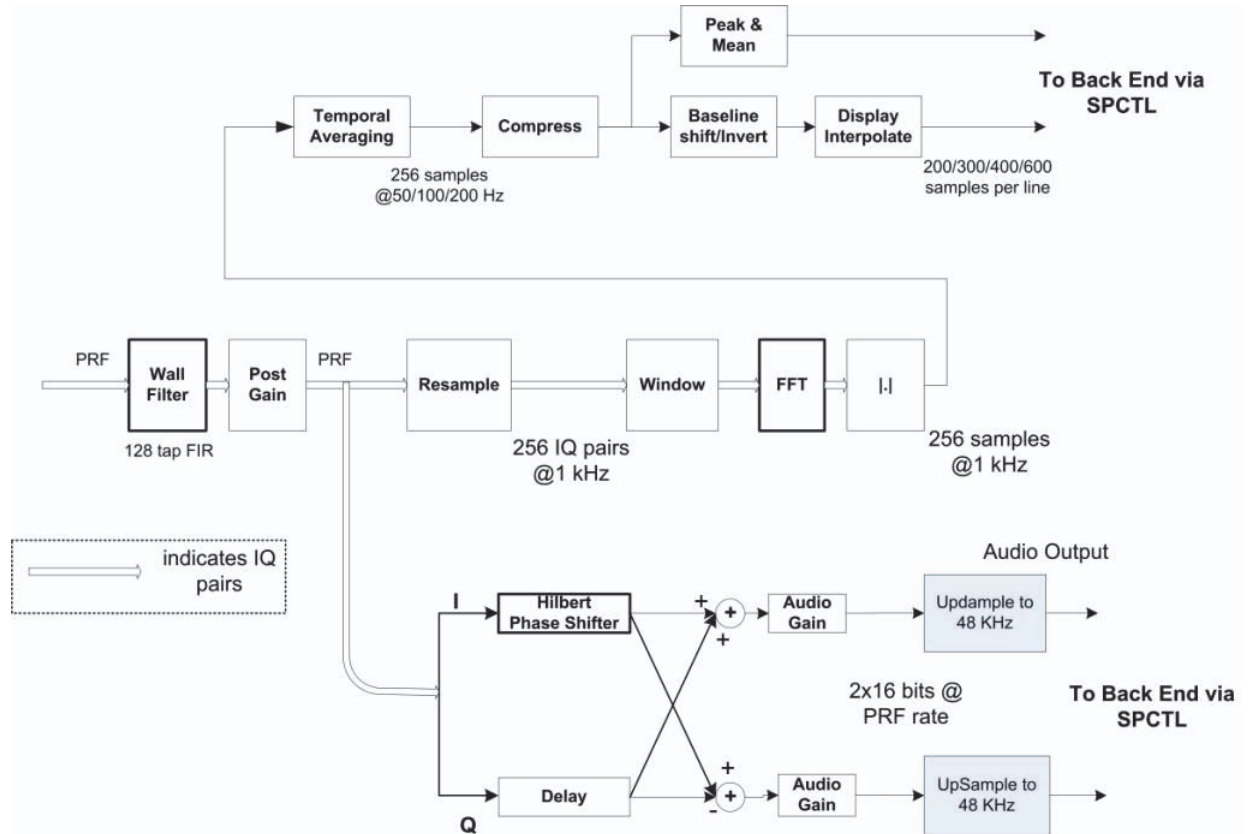 Peak &
Mean
To Back End via
SPCTL
Temporal
Averaging
Compress
Baseline
shift/Invert
Display
Interpolate
256 samples
@50/100/200 Hz
200/300/400/600
samples per line
PRF
Wall
Filter
Post
Gain
PRF
Resample
Window
FFT
|.|
128 tap FIR
256 IQ pairs
@1 kHz
256 samples
@1 kHz
indicates IQ
pairs
Audio Output
I
Hilbert
Phase Shifter
+
+
+
Audio
Gain
Updample to
48 KHz
2x16 bits @
PRF rate
To Back End via
SPCTL
Q
Delay
+
-
+
Audio
Gain
UpSample to
48 KHz